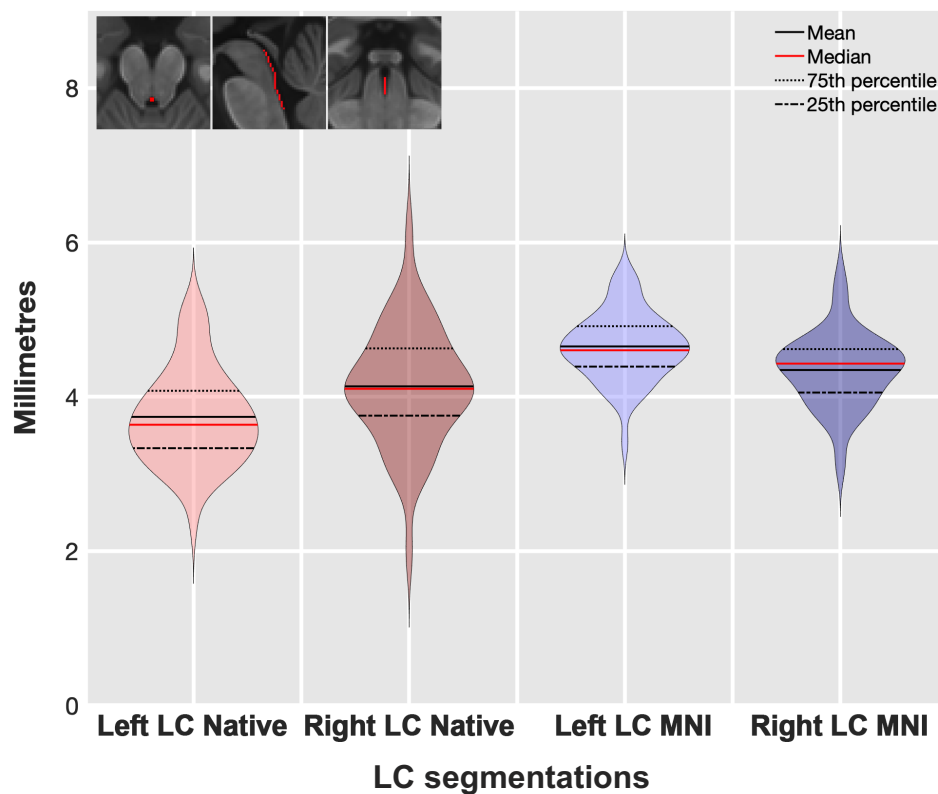 Mean
Median
75th percentile
25th percentile
8
6
4
2
0
Millimetres
Left LC Native Right LC Native Left LC MNI Right LC MNI
LC segmentations